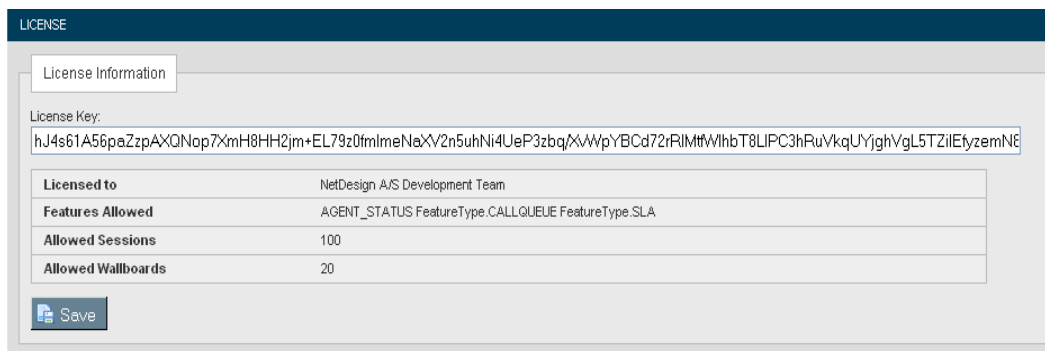 LICENSE
License Information
License Key:
hJ4s61A56paZzpAXQNop7XmH8HH2jm+EL79z0fmlmeNaXV2n5uhNi4UeP3zbq/XvWpYBCd72rRlMtfWlhbT8LIPC3hRuVkqUYjghVgL5TZilEfyzemN8
Licensed to NetDesign A/S Development Team
Features Allowed AGENT_STATUS FeatureType.CALLQUEUE FeatureType.SLA
Allowed Sessions 100
Allowed Wallboards 20
Save